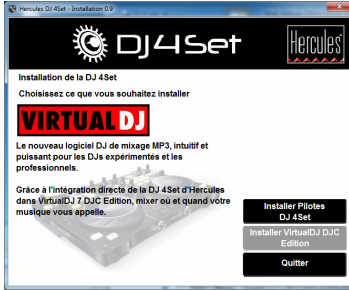 Hercules DJ 4Set - Installation 0.9
DJ4Set
Hercules
Installation de la DJ 4Set
Choisissez ce que vous souhaitez installer
VIRTUAL DJ
Le nouveau logiciel DJ de mixage MP3, intuitif et
puissant pour les DJs expérimentés et les
professionnels.
Grâce à l'intégration directe de la DJ 4Set d'Hercules
dans VirtualDJ 7 DJC Edition, mixer où et quand votre
musique vous appelle.
Installer Pilotes
DJ 4Set
Installer VirtualDJ DJC
Edition
Quitter